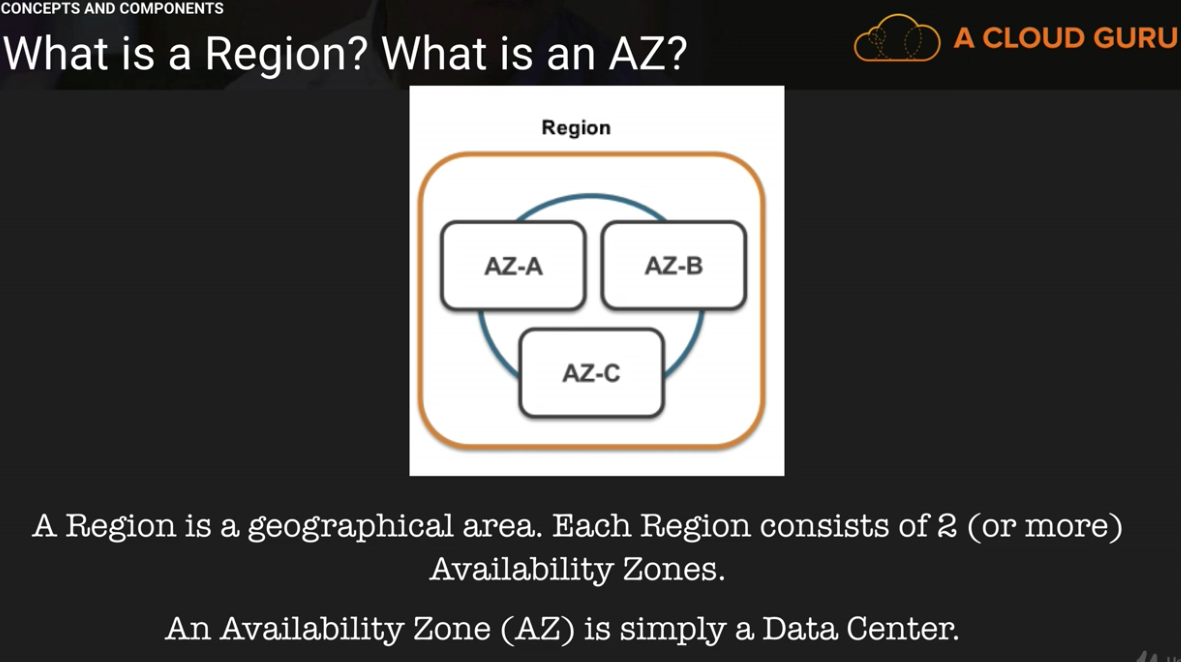 CONCEPTS AND COMPONENTS
What is a Region? What is an AZ?
A CLOUD GURU
Region
AZ-A
AZ-B
AZ-C
A Region is a geographical area. Each Region consists of 2 (or more)
Availability Zones.
An Availability Zone (AZ) is simply a Data Center.